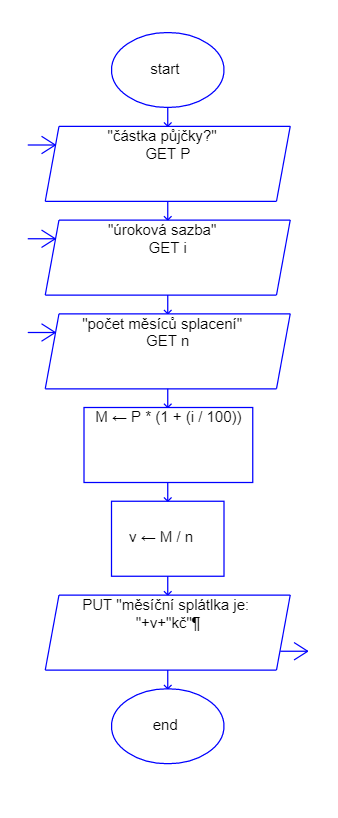 start
"částka půjčky?"
GET P
"úroková sazba"
GET i
"počet měsíců splacení"
GET n
M ← P * (1 + (i / 100))
v ← M / n
PUT "měsíční splátlka je:
"+v+"kč"¶
end